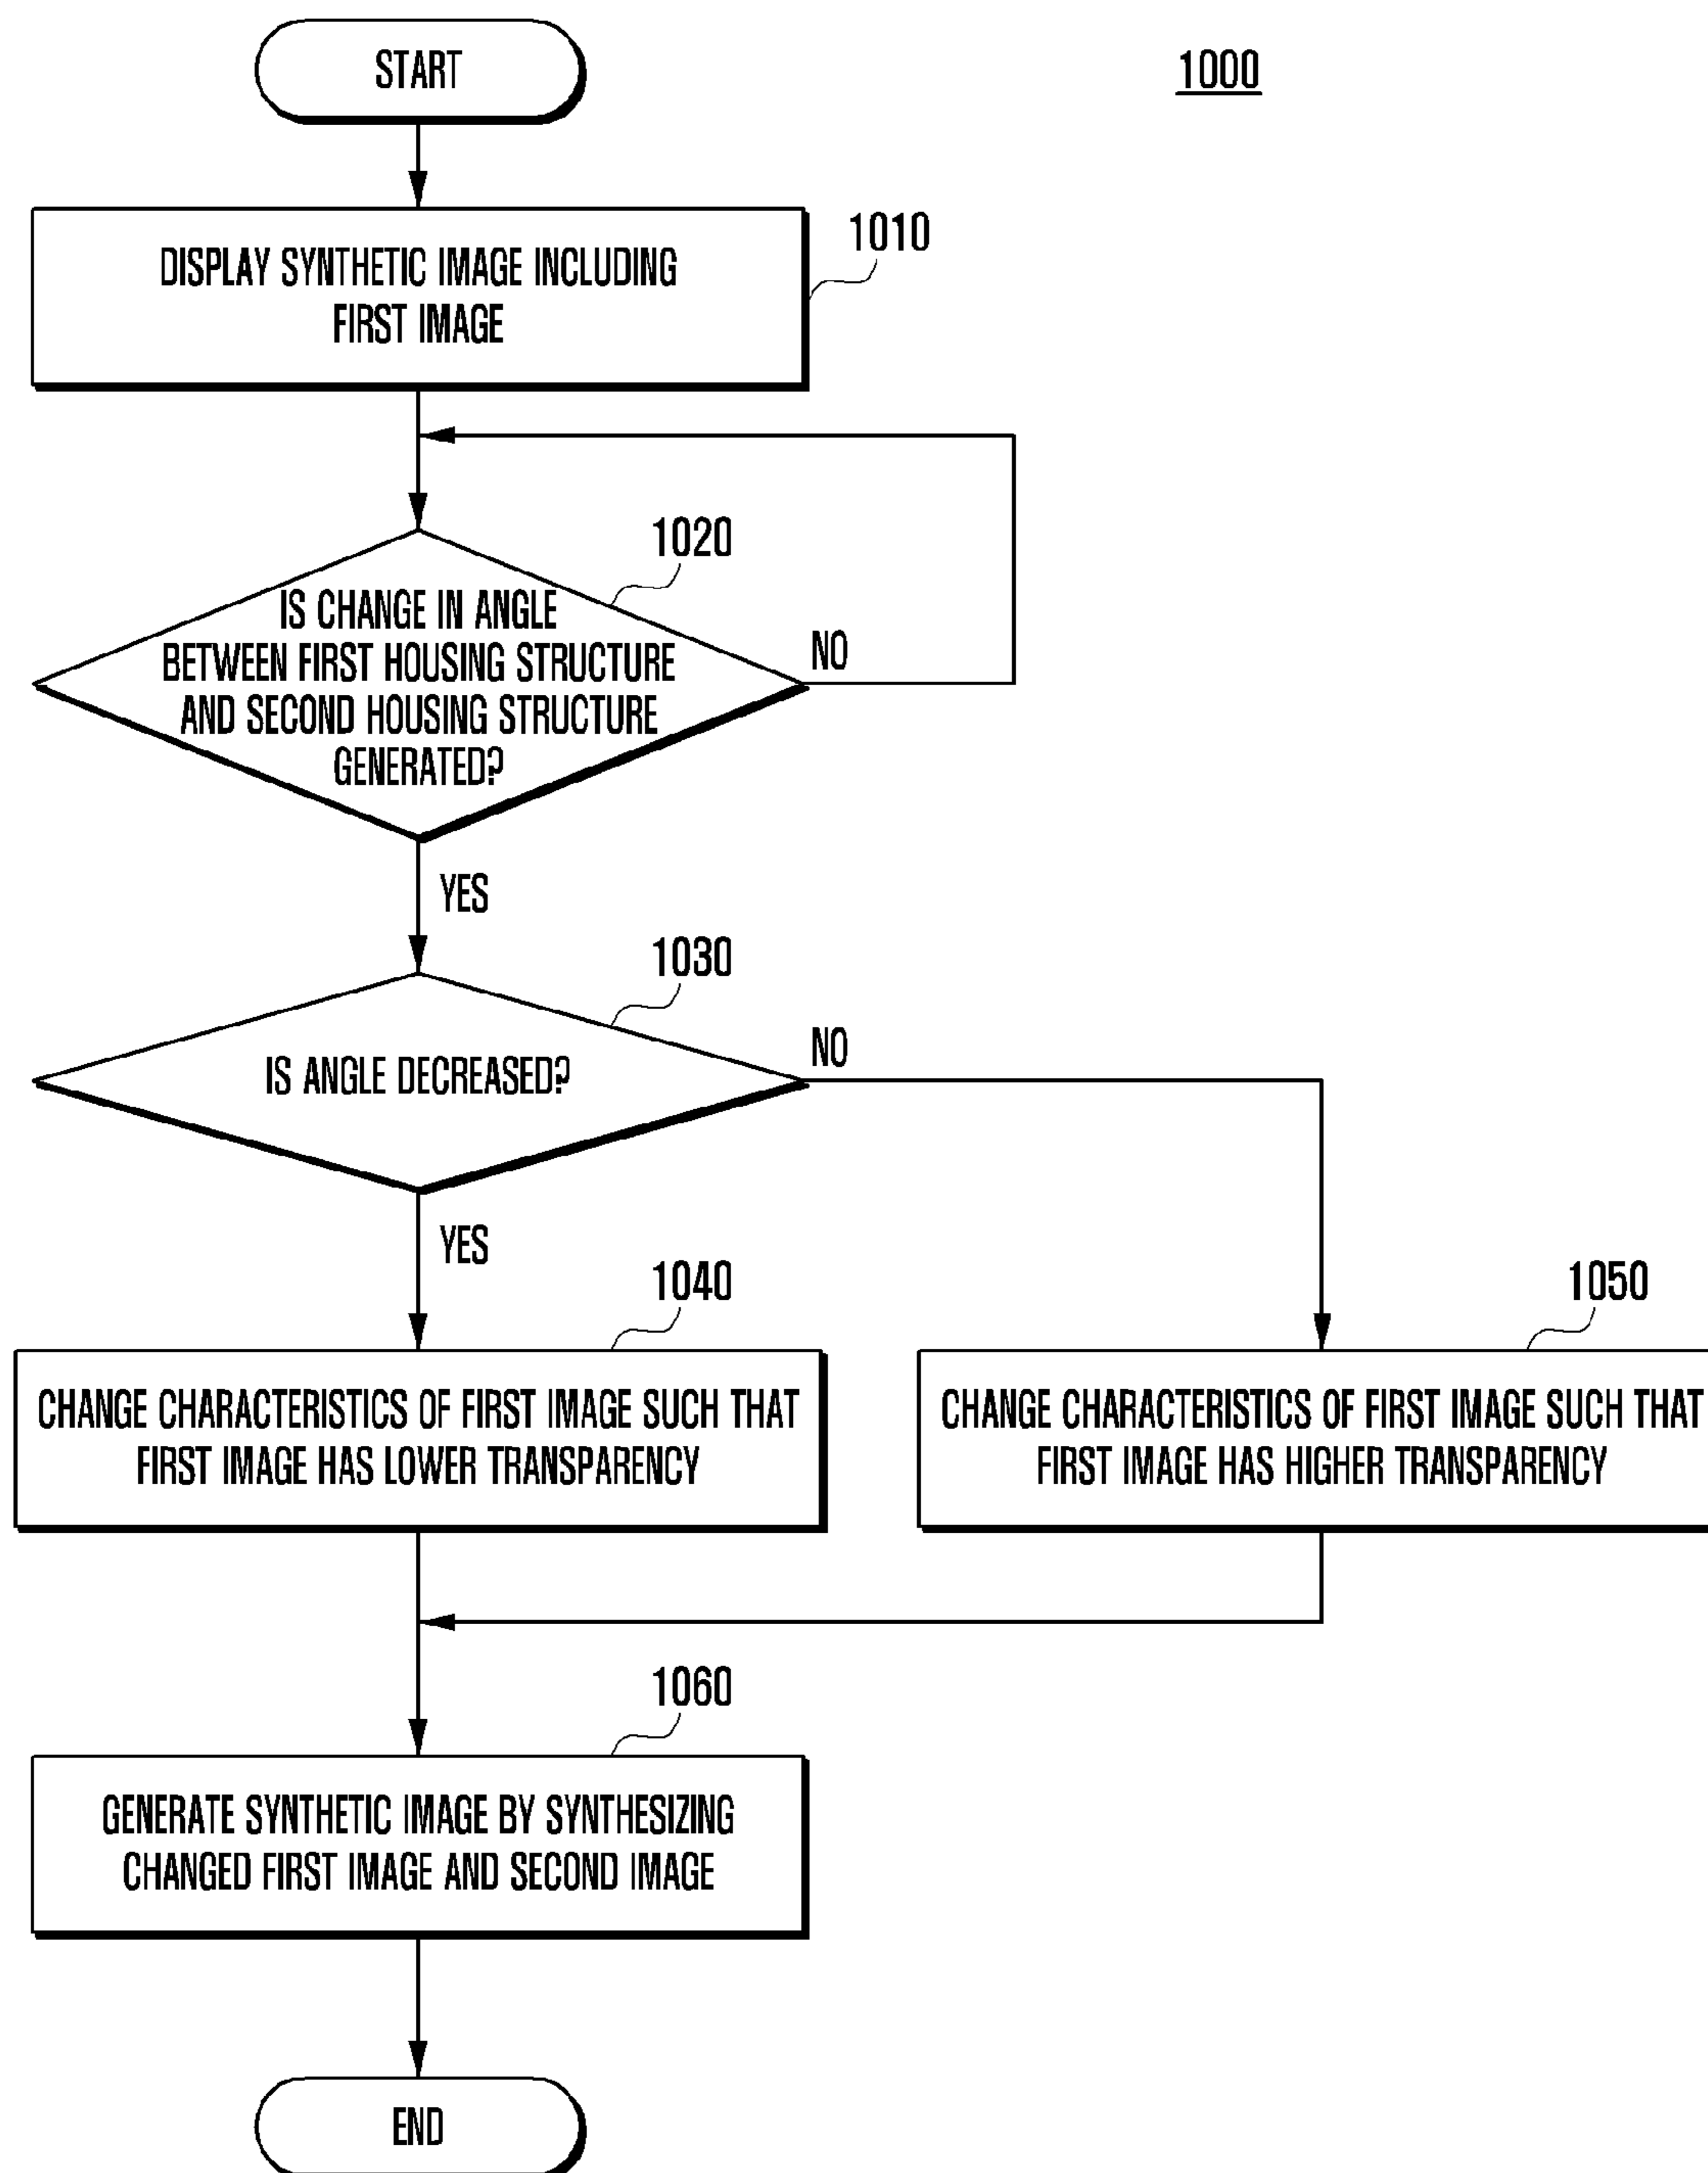 START
1000
DISPLAY SYNTHETIC IMAGE INCLUDING
FIRST IMAGE
1010
1020
IS CHANGE IN ANGLE
BETWEEN FIRST HOUSING STRUCTURE
AND SECOND HOUSING STRUCTURE
GENERATED?
NO
YES
1030
IS ANGLE DECREASED?
NO
YES
1040
CHANGE CHARACTERISTICS OF FIRST IMAGE SUCH THAT
FIRST IMAGE HAS LOWER TRANSPARENCY
1050
CHANGE CHARACTERISTICS OF FIRST IMAGE SUCH THAT
FIRST IMAGE HAS HIGHER TRANSPARENCY
1060
GENERATE SYNTHETIC IMAGE BY SYNTHESIZING
CHANGED FIRST IMAGE AND SECOND IMAGE
END